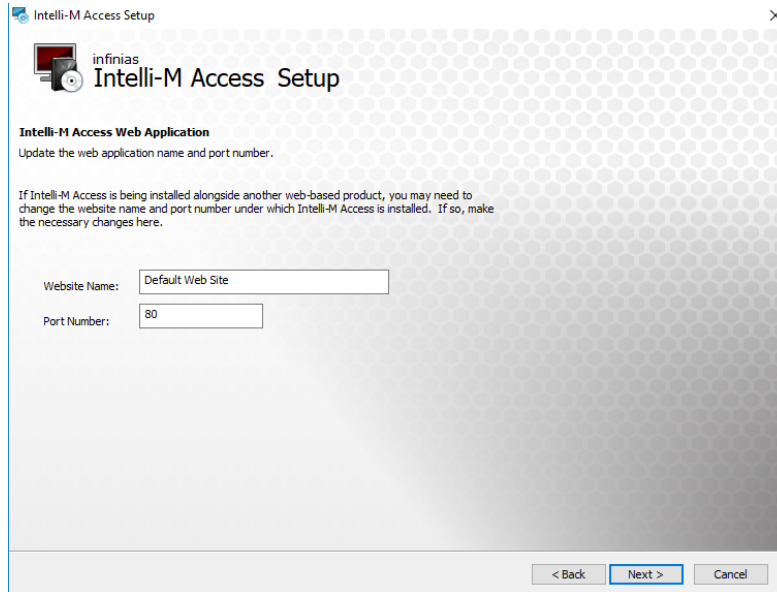 Intelli-M Access Setup
infinias
Intelli-M Access Setup
Intelli-M Access Web Application
Update the web application name and port number.
If Intelli-M Access is being installed alongside another web-based product, you may need to
change the website name and port number under which Intelli-M Access is installed. If so, make
the necessary changes here.
Website Name: Default Web Site
Port Number: 80
< Back Next > Cancel